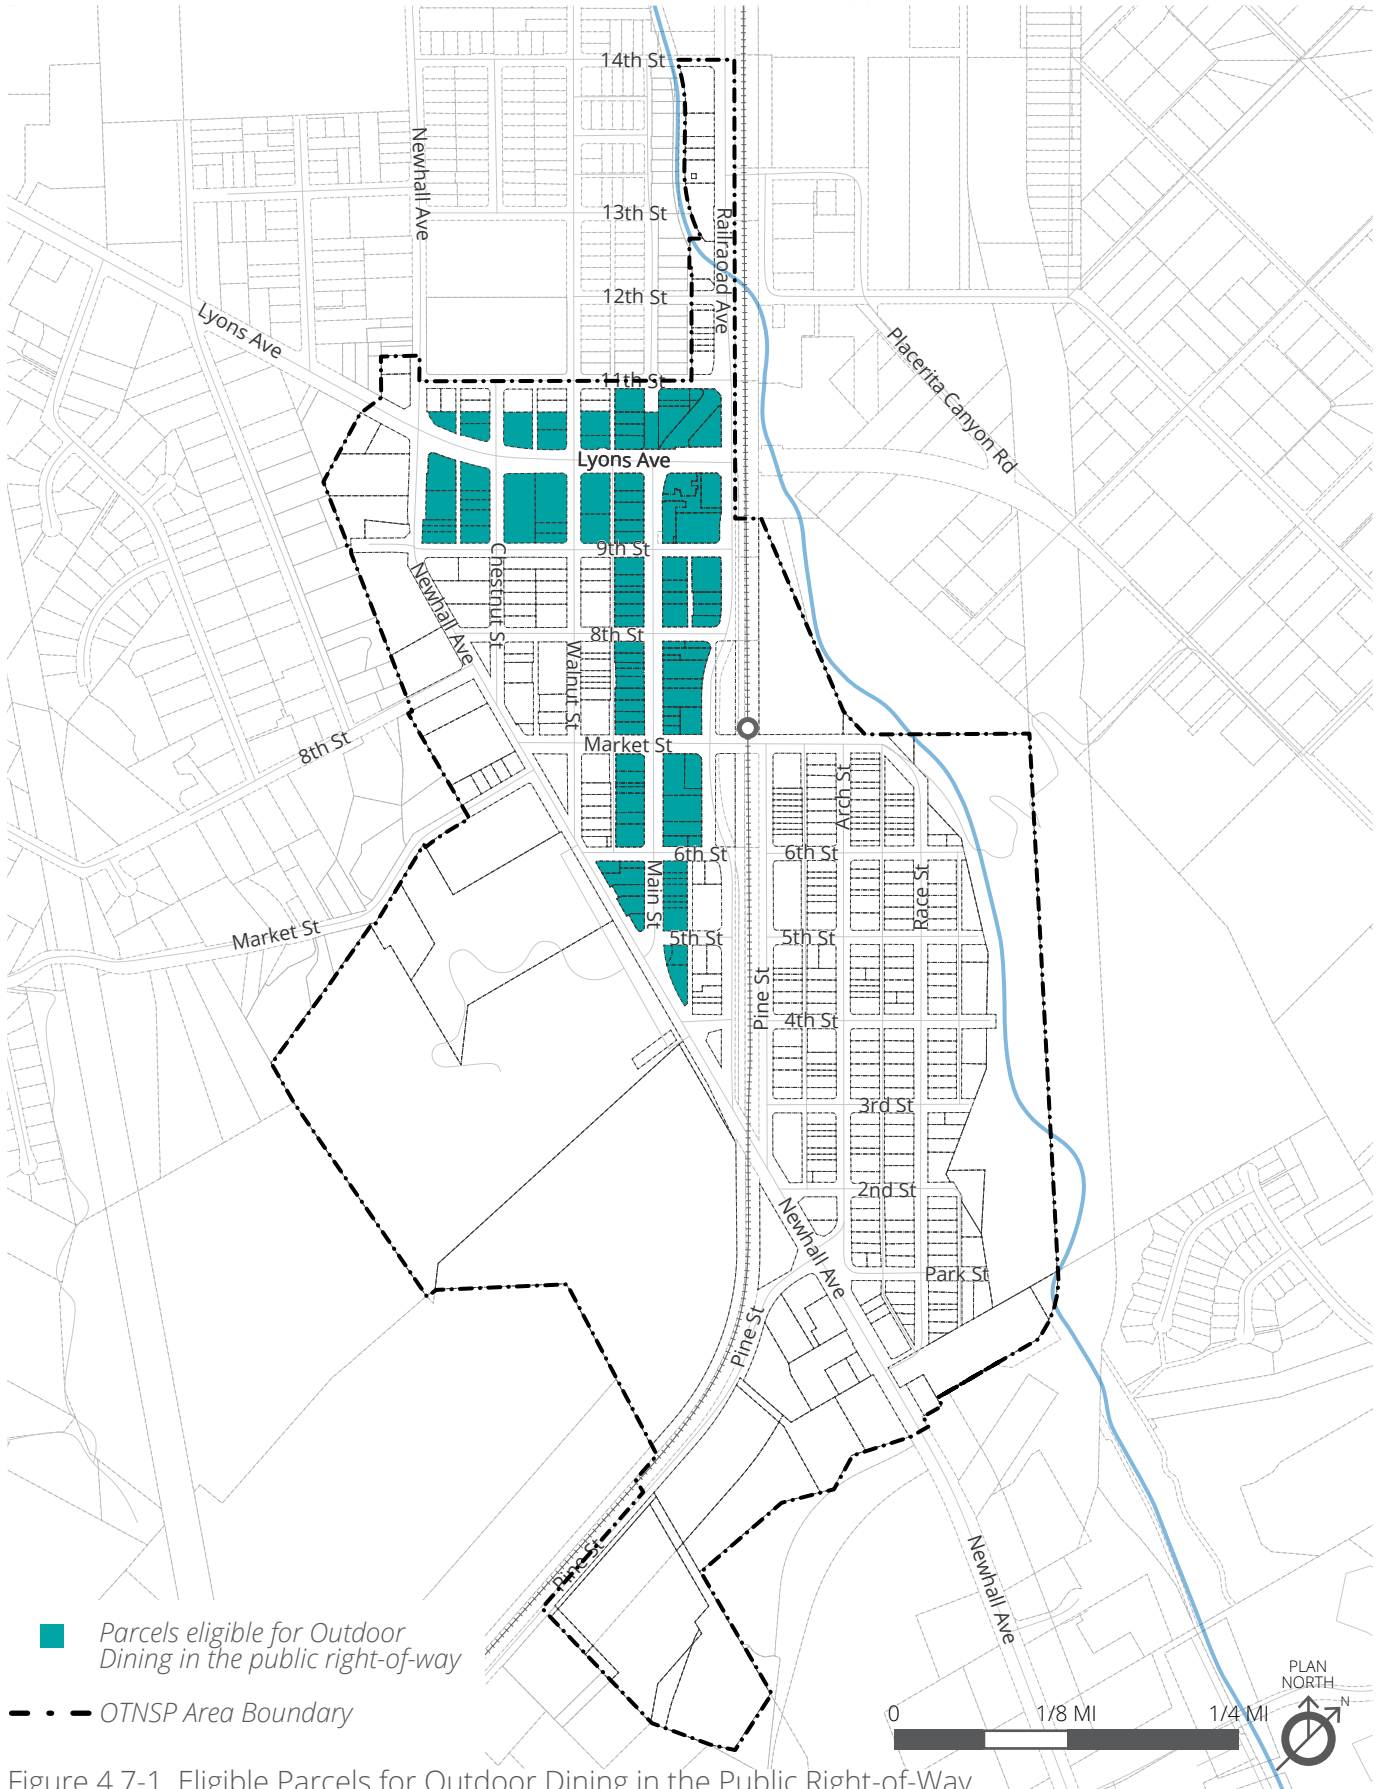 14th St
Newhall Ave
13th St
Railraoad Ave
12th St
Lyons Ave
Placerita Canyon Rd
11th St
Lyons Ave
9th St
Chestnut St
Newhall Ave
8th St
Walnut St
8th St
Market St
Arch St
6th St
6th St
Main St
Race St
Market St
5th St
5th St
Pine St
4th St
3rd St
2nd St
Newhall Ave
Park St
Pine St
Pine St
Newhall Ave
Parcels eligible for Outdoor
Dining in the public right-of-way
OTNSP Area Boundary
PLAN
NORTH
N
0 1/8 MI 1/4 MI
Figure 4.7-1 Eligible Parcels for Outdoor Dining in the Public Right-of-Way